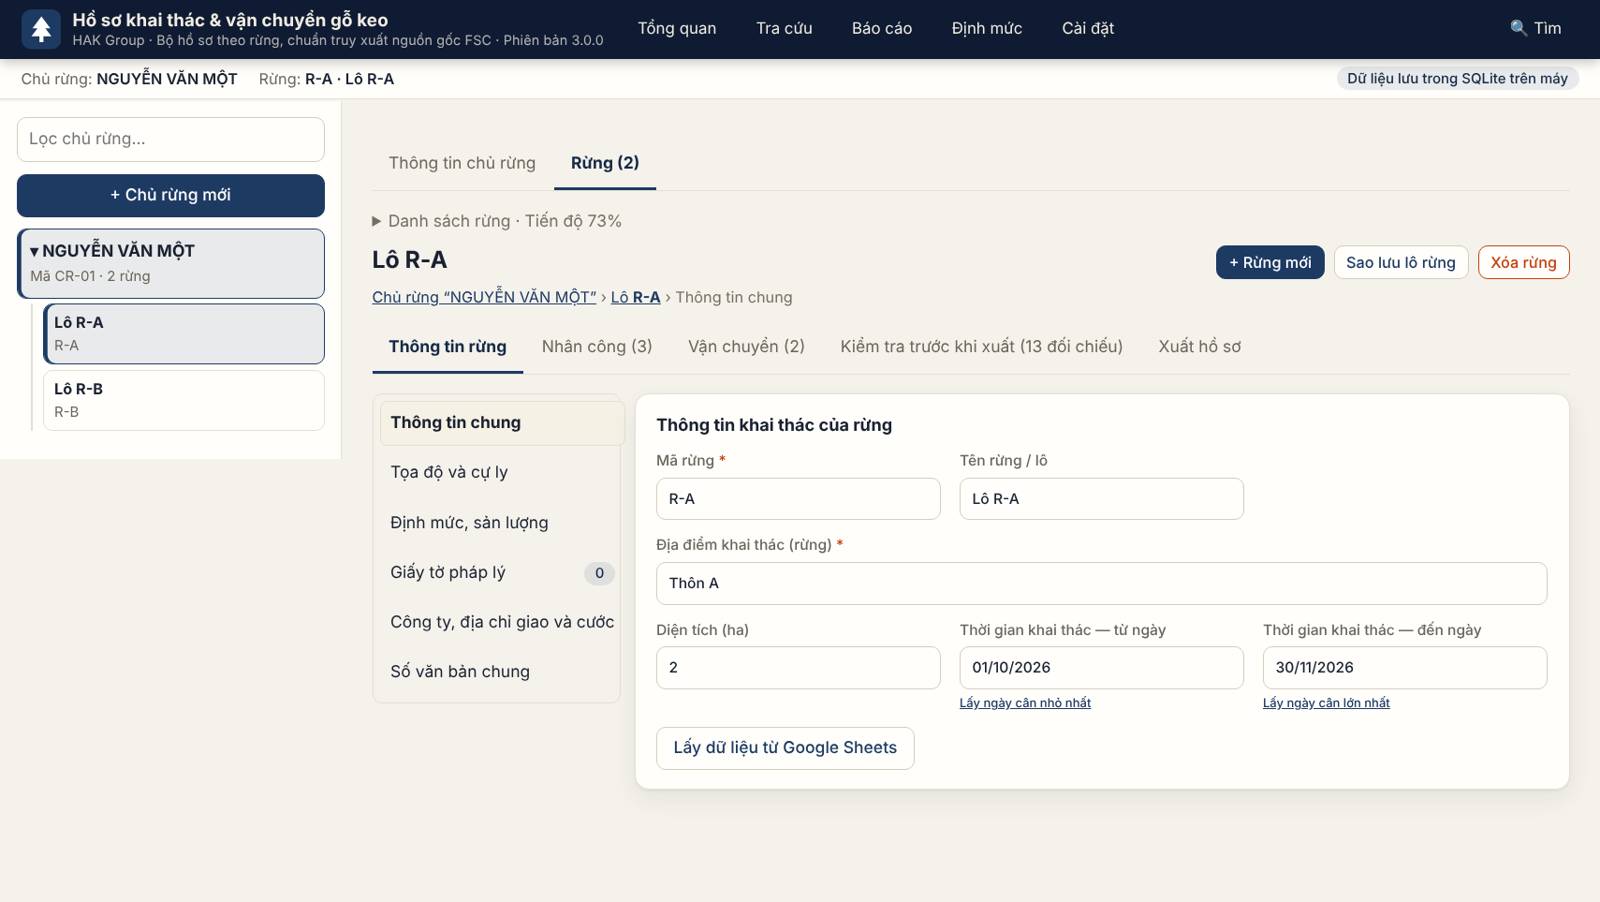 Hồ sơ khai thác & vận chuyển gỗ keo
HAK Group · Bộ hồ sơ theo rừng, chuẩn truy xuất nguồn gốc FSC · Phiên bản 3.0.0
Tổng quan
Tra cứu
Báo cáo
Định mức
Cài đặt
🔍 Tìm
Chủ rừng: NGUYỄN VĂN MỘT
Rừng: R-A · Lô R-A
Dữ liệu lưu trong SQLite trên máy
Lọc chủ rừng...
+ Chủ rừng mới
▾ NGUYỄN VĂN MỘT
Mã CR-01 · 2 rừng
Lô R-A
R-A
Lô R-B
R-B
Thông tin chủ rừng
Rừng (2)
▶ Danh sách rừng · Tiến độ 73%
Lô R-A
+ Rừng mới
Sao lưu lô rừng
Xóa rừng
Chủ rừng “NGUYỄN VĂN MỘT” › Lô R-A › Thông tin chung
Thông tin rừng
Nhân công (3)
Vận chuyển (2)
Kiểm tra trước khi xuất (13 đối chiếu)
Xuất hồ sơ
Thông tin chung
Tọa độ và cự ly
Định mức, sản lượng
Giấy tờ pháp lý
0
Công ty, địa chỉ giao và cước
Số văn bản chung
Thông tin khai thác của rừng
Mã rừng *
Tên rừng / lô
R-A
Lô R-A
Địa điểm khai thác (rừng) *
Thôn A
Diện tích (ha)
Thời gian khai thác — từ ngày
Thời gian khai thác — đến ngày
2
01/10/2026
30/11/2026
Lấy ngày cân nhỏ nhất
Lấy ngày cân lớn nhất
Lấy dữ liệu từ Google Sheets